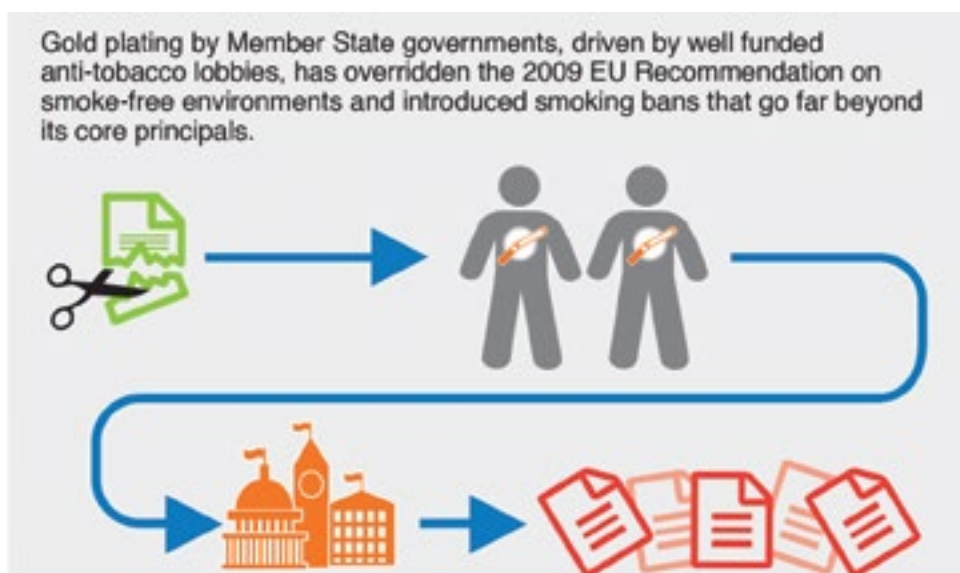 Gold plating by Member State governments, driven by well funded
anti-tobacco lobbies, has overridden the 2009 EU Recommendation on
smoke-free environments and introduced smoking bans that go far beyond
its core principals.